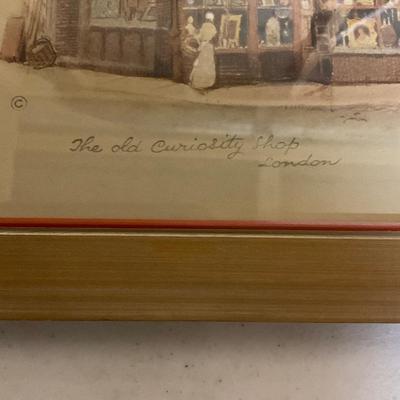 ©
The old Curiosity Shop
London